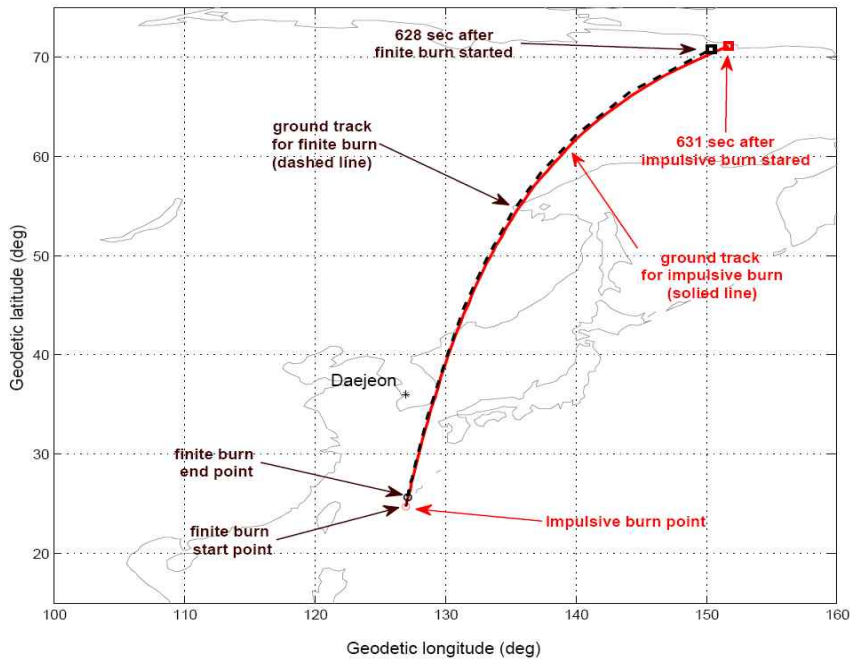 628 sec after
finite burn started
ground track
for finite burn
(dashed line)
631 sec after
impulsive burn stared
ground track
for impulsive burn
(solied line)
Daejeon
finite burn
end point
finite burn
start point
Impulsive burn point
Geodetic latitude (deg)
70
60
50
40
30
20
100
110
120
130
140
150
160
Geodetic longitude (deg)